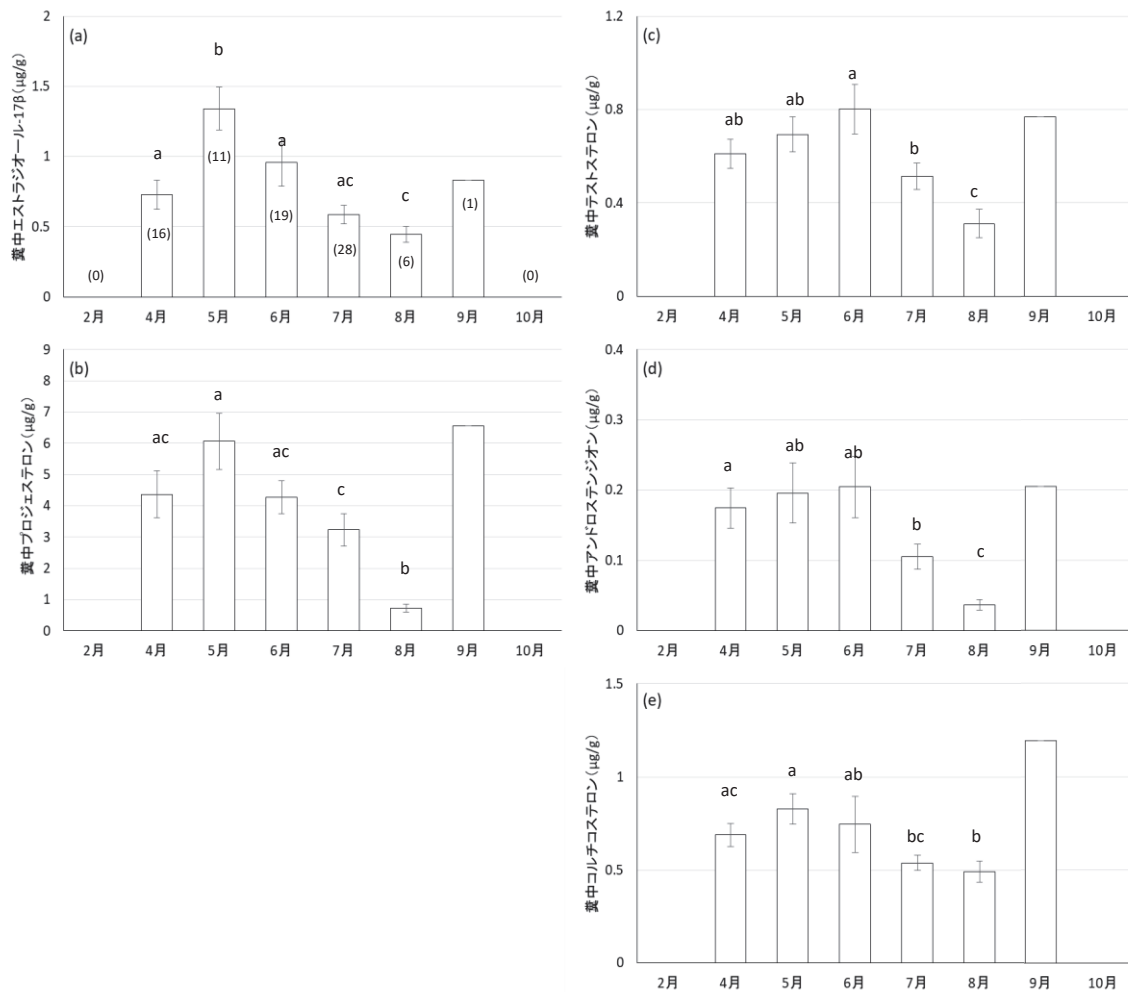 (a)
糞中エストラジオール-17β(μg/g)
2
1.5
1
0.5
0
b
a
a
ac
c
(11)
(16)
(19)
(28)
(6)
(1)
(0)
(0)
2月 4月 5月 6月 7月 8月 9月 10月
(b)
糞中プロジェステロン(μg/g)
9
8
7
6
5
4
3
2
1
0
ac
a
ac
c
b
2月 4月 5月 6月 7月 8月 9月 10月
(c)
糞中テストステロン(μg/g)
1.2
0.8
0.4
0
ab
ab
a
b
c
2月 4月 5月 6月 7月 8月 9月 10月
(d)
糞中アンドロステンジオン(μg/g)
0.4
0.3
0.2
0.1
0
a
ab
ab
b
c
2月 4月 5月 6月 7月 8月 9月 10月
(e)
糞中コルチコステロン(μg/g)
1.5
1
0.5
0
ac
a
ab
bc
b
2月 4月 5月 6月 7月 8月 9月 10月